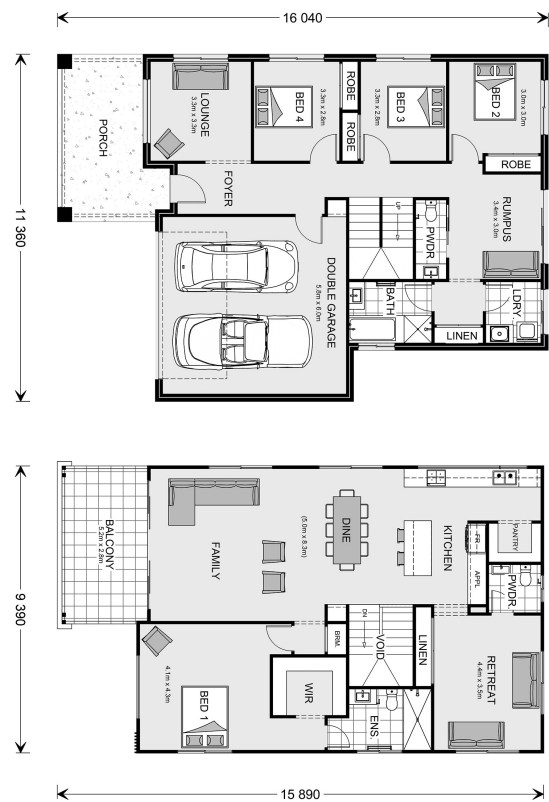 16 040
11 360
PORCH
LOUNGE
3.3m x 3.3m
BED 4
3.3m x 2.8m
ROBE
ROBE
BED 3
3.3m x 2.8m
BED 2
3.0m x 3.0m
ROBE
FOYER
UP
PWDR
RUMPUS
3.4m x 3.0m
DOUBLE GARAGE
5.8m x 6.0m
BATH
LINEN
LDRY.
9 390
BALCONY
5.2m x 2.8m
FAMILY
(5.0m x 8.3m)
DINE
KITCHEN
-FR-
PANTRY
APPL
PWDR.
BED 1
4.1m x 4.3m
BRM.
DN
VOID
LINEN
WIR
ENS.
RETREAT
4.4m x 3.5m
15 890